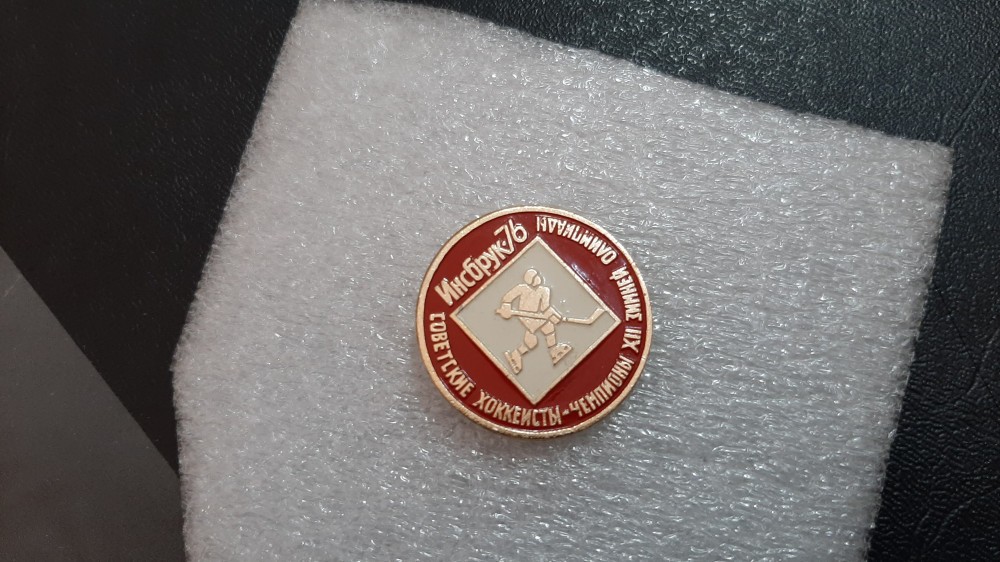 Инсбрук-76
СОВЕТСКИЕ ХОККЕИСТЫ-ЧЕМПИОНЫ XII ЗИМНЕЙ ОЛИМПИАДЫ